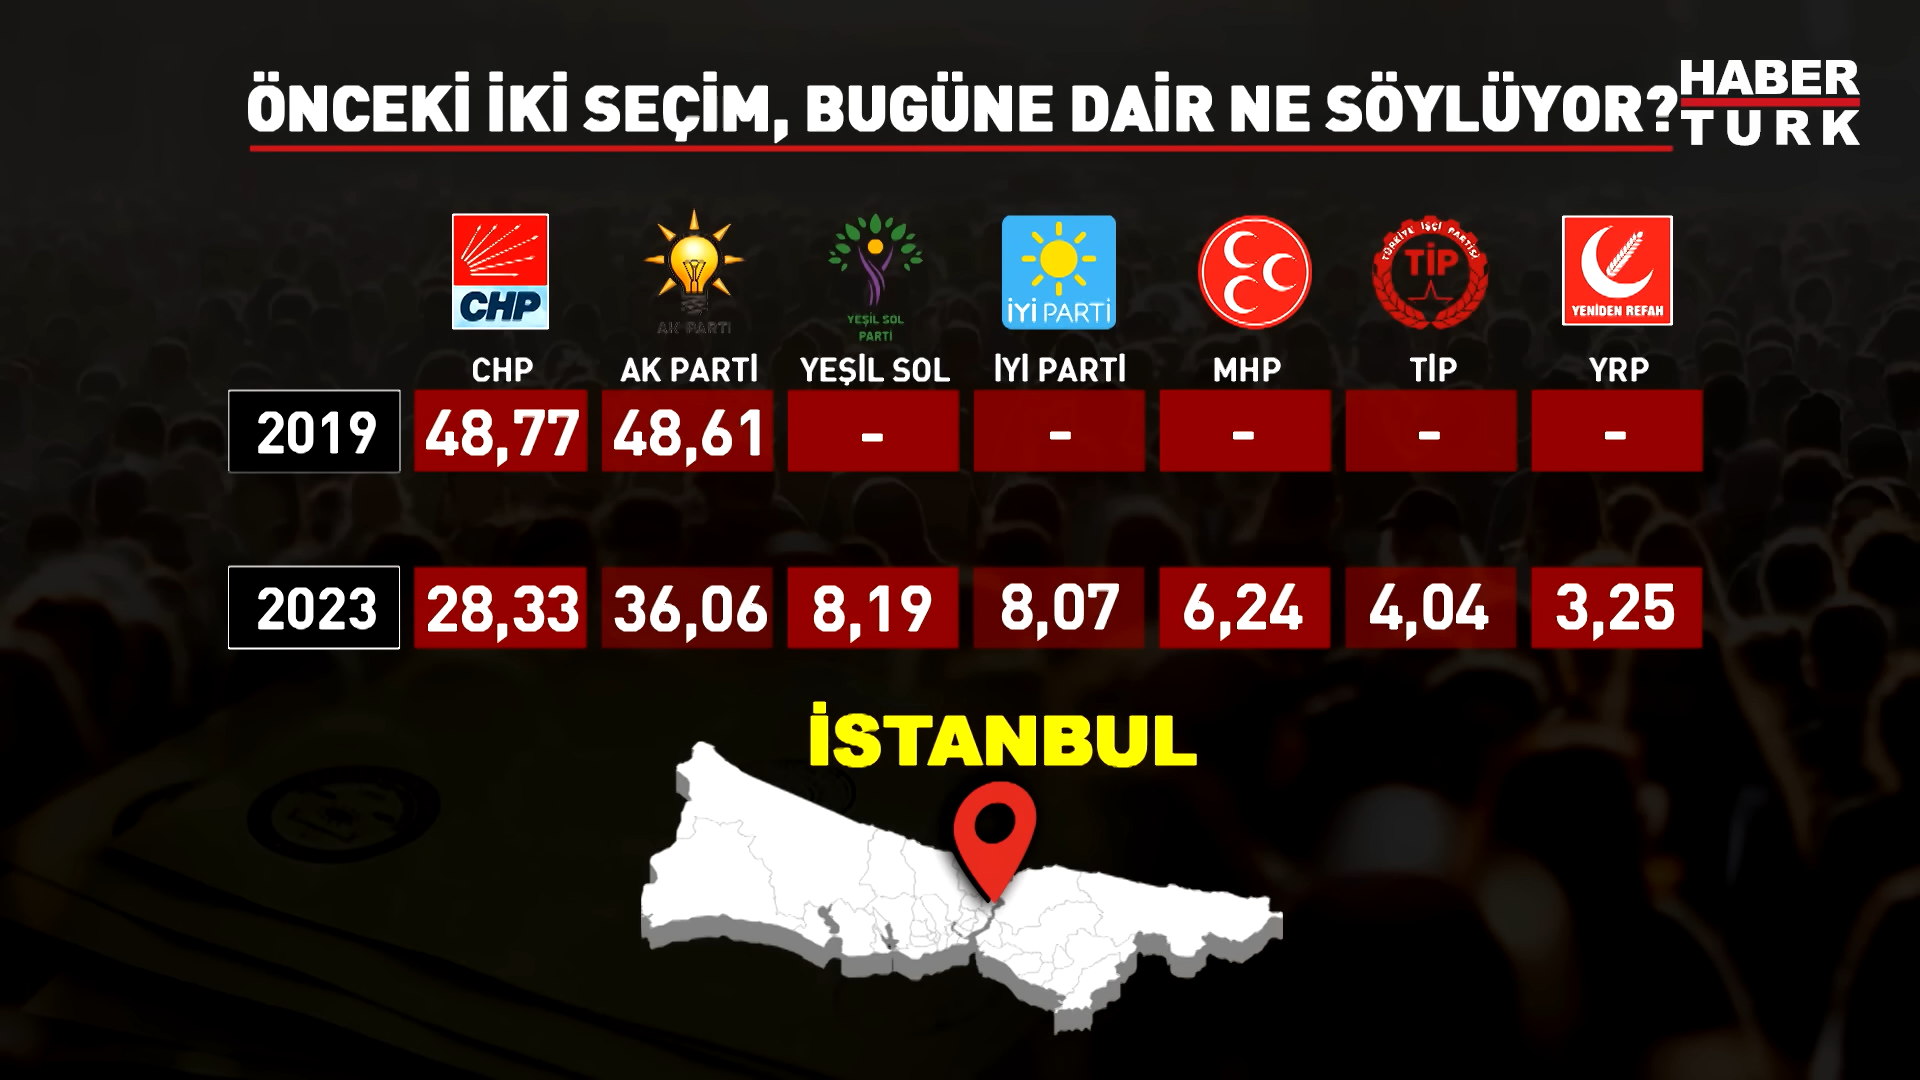 ÖNCEKİ İKİ SEÇİM, BUGÜNE DAİR NE SÖYLÜYOR?
HABER
TURK
CHP
AK PARTİ
YEŞİL SOL
PARTİ
İYİ PARTİ
TÜRKİYE İŞÇİ PARTİSİ
TİP
YENİDEN REFAH
CHP AK PARTİ YEŞİL SOL İYİ PARTİ MHP TİP YRP
2019 48,77 48,61 - - - - -
2023 28,33 36,06 8,19 8,07 6,24 4,04 3,25
İSTANBUL